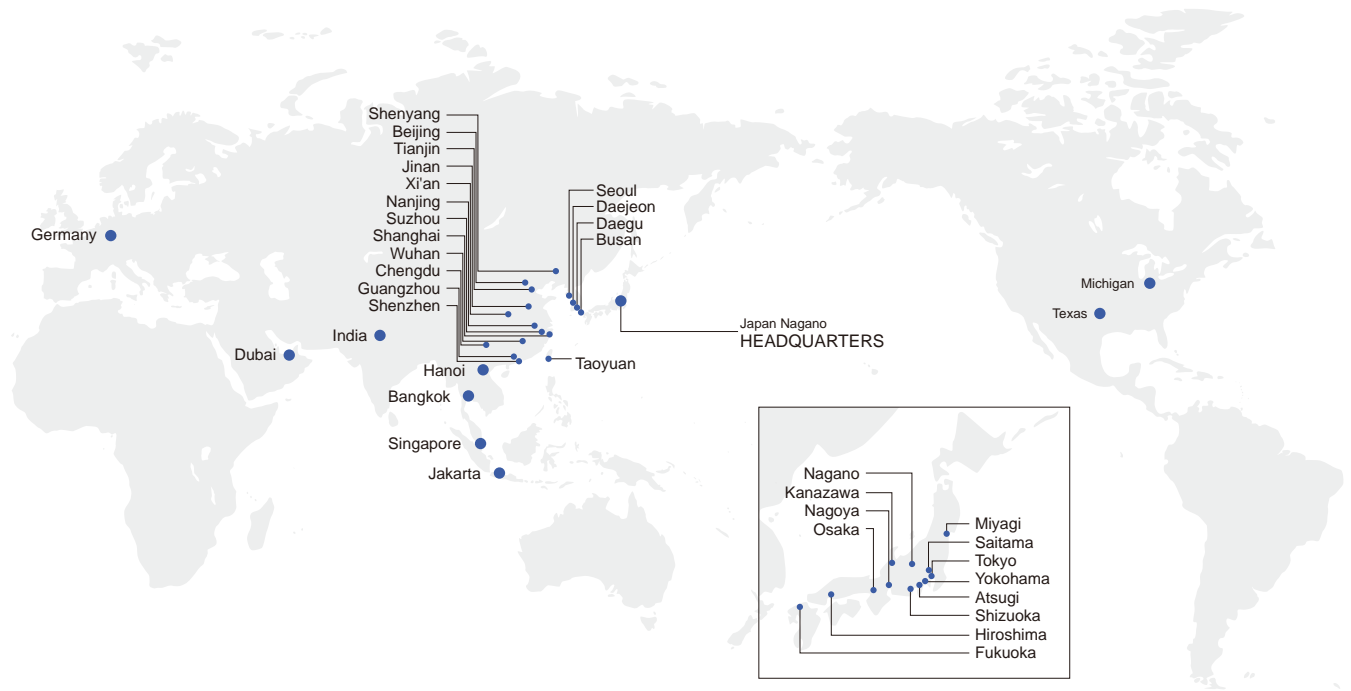 Shenyang
Beijing
Tianjin
Jinan
Xi'an
Nanjing
Suzhou
Shanghai
Wuhan
Chengdu
Guangzhou
Shenzhen
Seoul
Daejeon
Daegu
Busan
Germany
Michigan
Texas
Japan Nagano
HEADQUARTERS
India
Dubai
Taoyuan
Hanoi
Bangkok
Singapore
Jakarta
Nagano
Kanazawa
Nagoya
Osaka
Miyagi
Saitama
Tokyo
Yokohama
Atsugi
Shizuoka
Hiroshima
Fukuoka